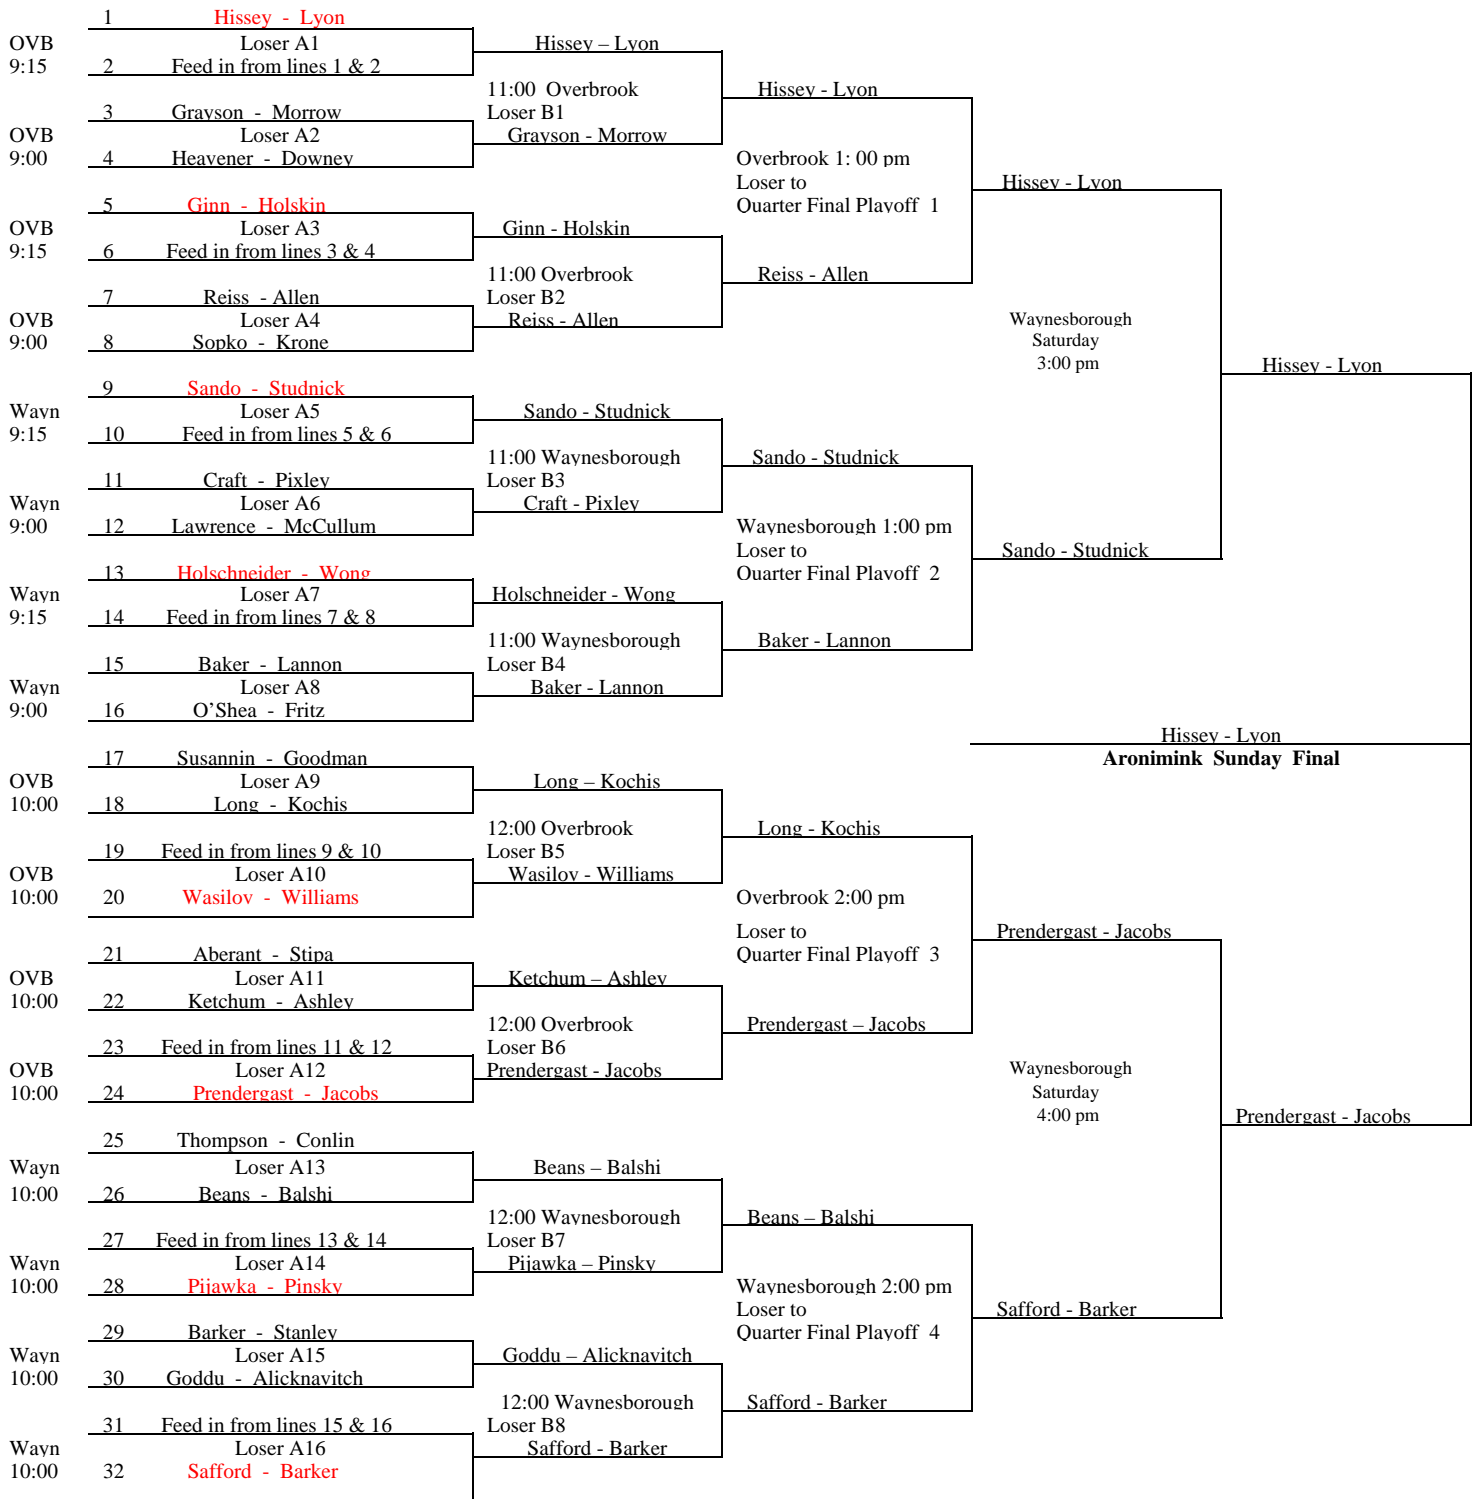 1 Hissey - Lyon
OVB Loser A1 Hissey – Lyon
9:15 2 Feed in from lines 1 & 2
11:00 Overbrook Hissey - Lyon
3 Grayson - Morrow Loser B1
OVB Loser A2 Grayson - Morrow
9:00 4 Heavener - Downey Overbrook 1: 00 pm
Loser to Hissey - Lyon
5 Ginn - Holskin Quarter Final Playoff 1
OVB Loser A3 Ginn - Holskin
9:15 6 Feed in from lines 3 & 4
11:00 Overbrook Reiss - Allen
7 Reiss - Allen Loser B2
OVB Loser A4 Reiss - Allen Waynesborough
9:00 8 Sopko - Krone Saturday
3:00 pm Hissey - Lyon
9 Sando - Studnick
Wayn Loser A5 Sando - Studnick
9:15 10 Feed in from lines 5 & 6
11:00 Waynesborough Sando - Studnick
11 Craft - Pixley Loser B3
Wayn Loser A6 Craft - Pixley
9:00 12 Lawrence - McCullum Waynesborough 1:00 pm
Loser to Sando - Studnick
13 Holschneider - Wong Quarter Final Playoff 2
Wayn Loser A7 Holschneider - Wong
9:15 14 Feed in from lines 7 & 8
11:00 Waynesborough Baker - Lannon
15 Baker - Lannon Loser B4
Wayn Loser A8 Baker - Lannon
9:00 16 O’Shea - Fritz
Hissey - Lyon
17 Susannin - Goodman Aronimink Sunday Final
OVB Loser A9 Long – Kochis
10:00 18 Long - Kochis
12:00 Overbrook Long - Kochis
19 Feed in from lines 9 & 10 Loser B5
OVB Loser A10 Wasilov - Williams
10:00 20 Wasilov - Williams Overbrook 2:00 pm
Loser to Prendergast - Jacobs
21 Aberant - Stipa Quarter Final Playoff 3
OVB Loser A11 Ketchum – Ashley
10:00 22 Ketchum - Ashley
12:00 Overbrook Prendergast – Jacobs
23 Feed in from lines 11 & 12 Loser B6
OVB Loser A12 Prendergast - Jacobs Waynesborough
10:00 24 Prendergast - Jacobs Saturday
4:00 pm Prendergast - Jacobs
25 Thompson - Conlin
Wayn Loser A13 Beans – Balshi
10:00 26 Beans - Balshi
12:00 Waynesborough Beans – Balshi
27 Feed in from lines 13 & 14 Loser B7
Wayn Loser A14 Pijawka – Pinsky
10:00 28 Pijawka - Pinsky Waynesborough 2:00 pm
Loser to Safford - Barker
29 Barker - Stanley Quarter Final Playoff 4
Wayn Loser A15 Goddu – Alicknavitch
10:00 30 Goddu - Alicknavitch
12:00 Waynesborough Safford - Barker
31 Feed in from lines 15 & 16 Loser B8
Wayn Loser A16 Safford - Barker
10:00 32 Safford - Barker